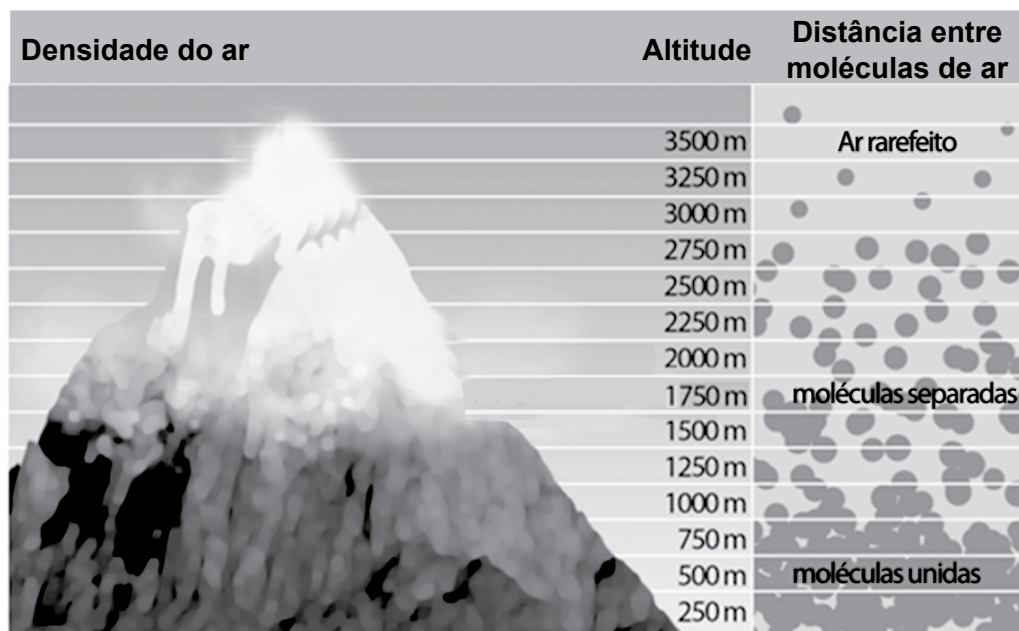 Densidade do ar
Altitude
Distância entre
moléculas de ar
3500 m
Ar rarefeito
3250 m
3000 m
2750 m
2500 m
2250 m
2000 m
1750 m
moléculas separadas
1500 m
1250 m
1000 m
750 m
500 m
moléculas unidas
250 m